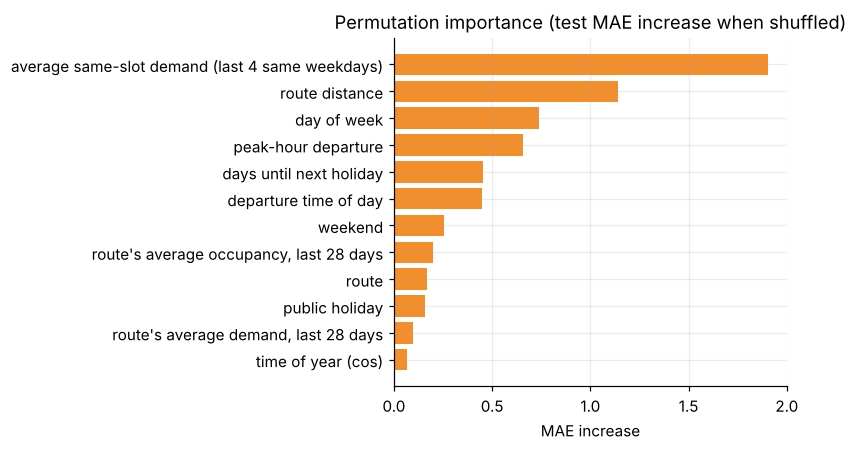 Permutation importance (test MAE increase when shuffled)
average same-slot demand (last 4 same weekdays)
route distance
day of week
peak-hour departure
days until next holiday
departure time of day
weekend
route's average occupancy, last 28 days
route
public holiday
route's average demand, last 28 days
time of year (cos)
0.0 0.5 1.0 1.5 2.0
MAE increase